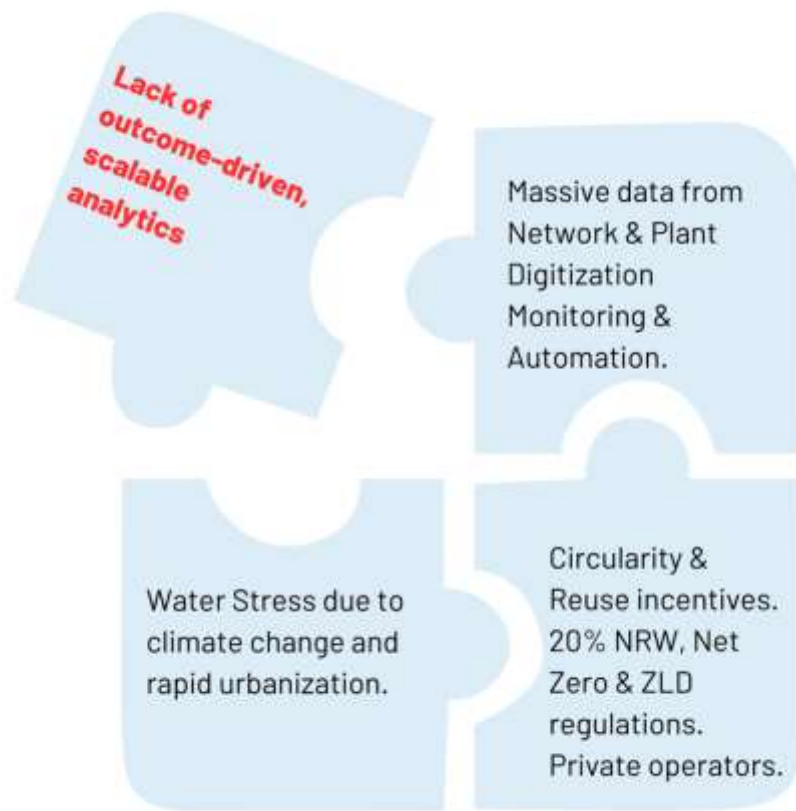 Lack of
outcome-driven,
scalable
analytics
Massive data from
Network & Plant
Digitization
Monitoring &
Automation.
Water Stress due to
climate change and
rapid urbanization.
Circularity &
Reuse incentives.
20% NRW, Net
Zero & ZLD
regulations.
Private operators.